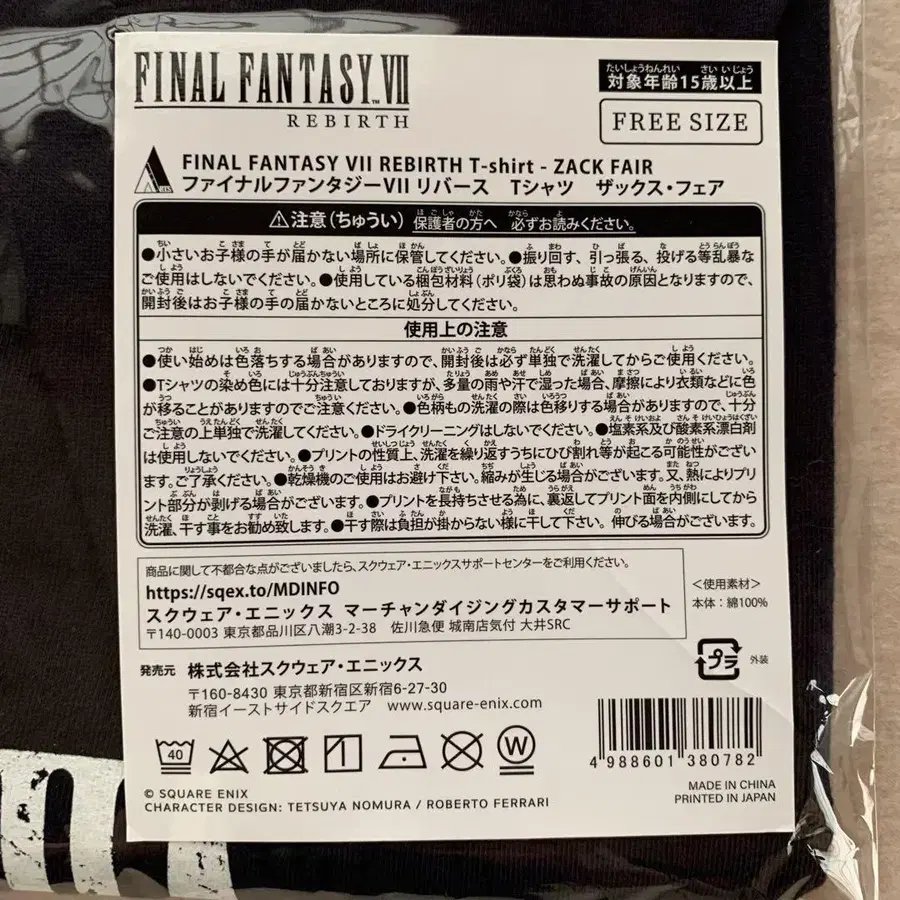 FINAL FANTASY VII
REBIRTH
たいしょうねんれい さい いじょう
対象年齢15歳以上
FREE SIZE
FINAL FANTASY VII REBIRTH T-shirt - ZACK FAIR
ファイナルファンタジーVII リバース Tシャツ ザックス・フェア
⚠注意(ちゅうい) 保護者の方へ 必ずお読みください。
●小さいお子様の手が届かない場所に保管してください。●振り回す、引っ張る、投げる等乱暴な
ご使用はしないでください。●使用している梱包材料(ポリ袋)は思わぬ事故の原因となりますので、
開封後はお子様の手の届かないところに処分してください。
使用上の注意
●使い始めは色落ちする場合がありますので、開封後は必ず単独で洗濯してからご使用ください。
●Tシャツの染め色には十分注意しておりますが、多量の雨や汗で湿った場合、摩擦により衣類などに色
が移ることがありますのでご注意ください。●色柄もの洗濯の際は色移りする場合がありますので、十分
ご注意の上単独で洗濯してください。●ドライクリーニングはしないでください。●塩素系及び酸素系漂白剤
は使用しないでください。●プリントの性質上、洗濯を繰り返すうちにひび割れ等が起こる可能性がござい
ます。ご了承ください。●乾燥機のご使用はお避け下さい。縮みが生じる場合がございます。又、熱によりプリ
ント部分が剥げる場合がございます。●プリントを長持ちさせる為に、裏返してプリント面を内側にしてから
洗濯、干す事をお勧め致します。●干す際は負担が掛からない様に干して下さい。伸びる場合がございます。
商品に関して不都合な点がございましたら、スクウェア・エニックスサポートセンターをご利用ください。
https://sqex.to/MDINFO
スクウェア・エニックス マーチャンダイジングカスタマーサポート
〒140-0003 東京都品川区八潮3-2-38 佐川急便 城南店気付 大井SRC
<使用素材>
本体:綿100%
プラ 外装
発売元 株式会社スクウェア・エニックス
〒160-8430 東京都新宿区新宿6-27-30
新宿イーストサイドスクエア www.square-enix.com
40
W
4 988601 380782
© SQUARE ENIX
CHARACTER DESIGN: TETSUYA NOMURA / ROBERTO FERRARI
MADE IN CHINA
PRINTED IN JAPAN